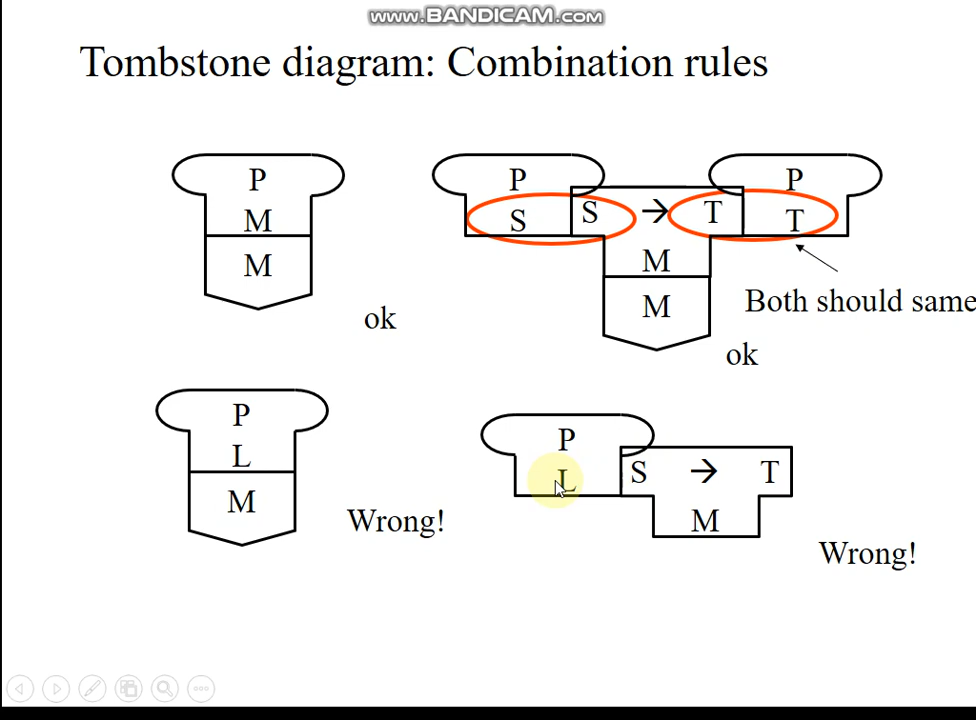 WWW.BANDICAM.COM
Tombstone diagram: Combination rules
P
M
M
ok
P
S
S → T
M
M
P
T
Both should same
ok
P
L
M
Wrong!
P
L
S → T
M
Wrong!